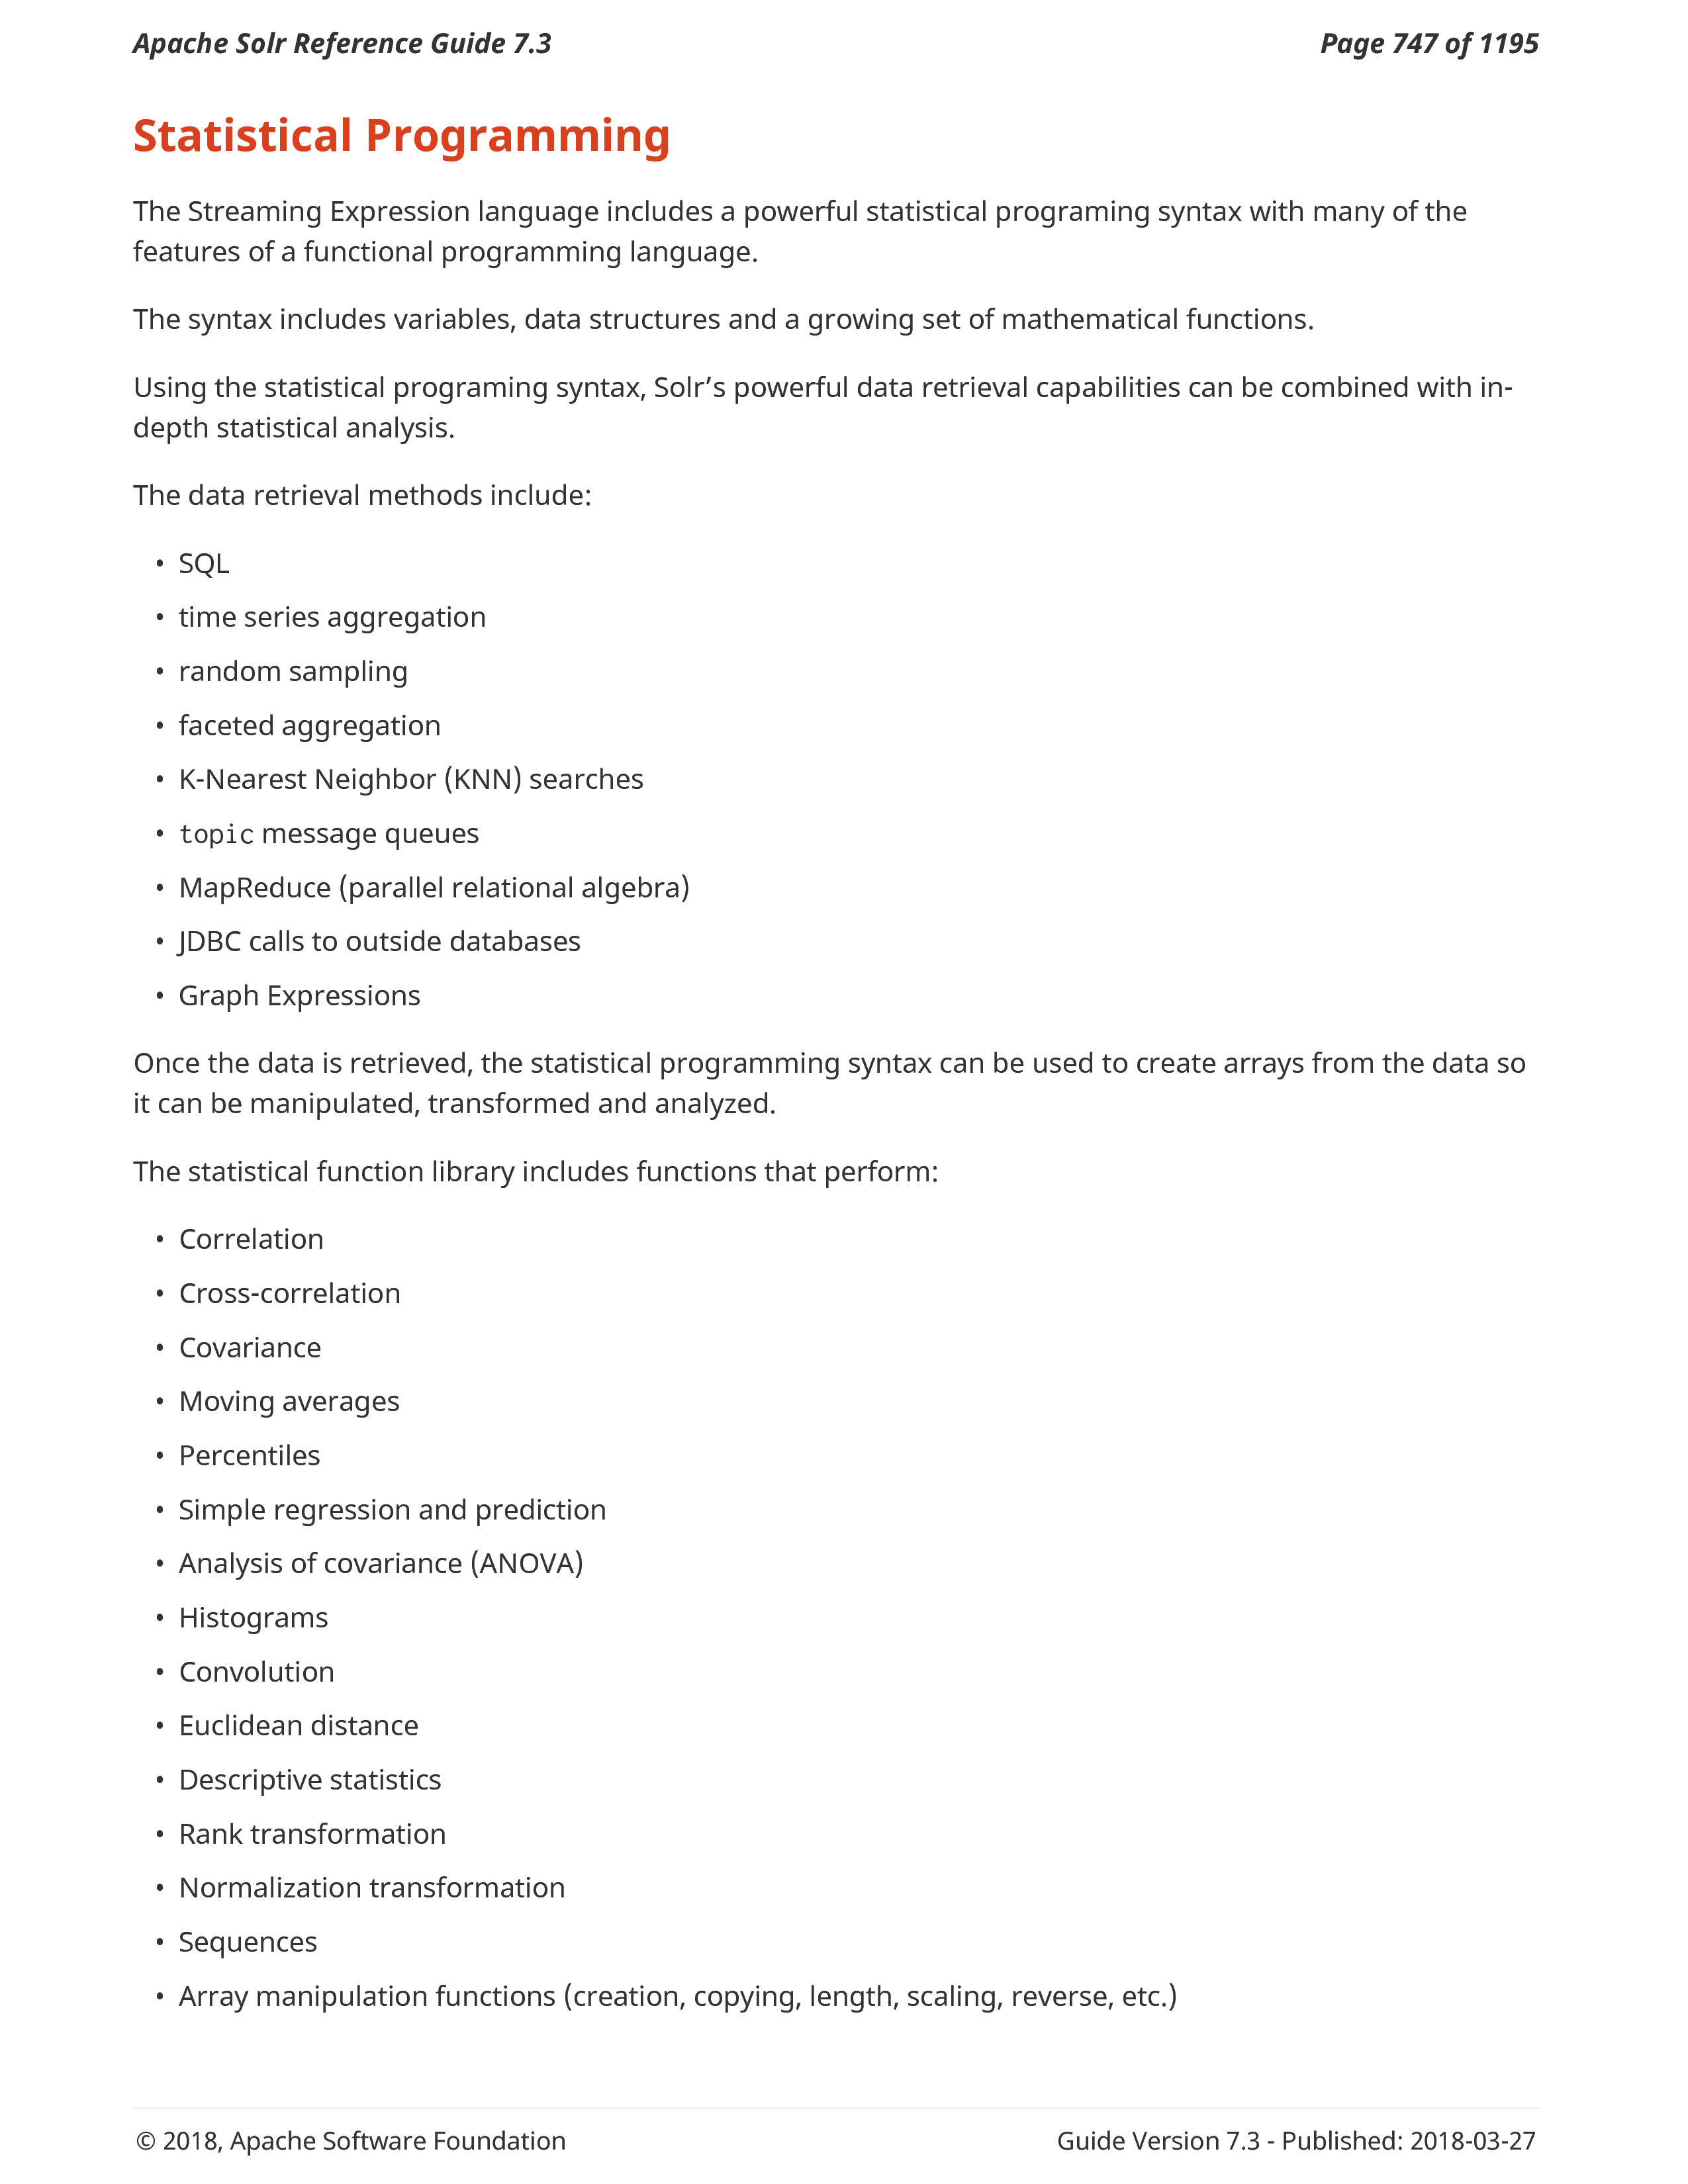 Apache Solr Reference Guide 7.3 Page 747 of 1195
Statistical Programming
The Streaming Expression language includes a powerful statistical programing syntax with many of the
features of a functional programming language.
The syntax includes variables, data structures and a growing set of mathematical functions.
Using the statistical programing syntax, Solr’s powerful data retrieval capabilities can be combined with in-
depth statistical analysis.
The data retrieval methods include:
• SQL
• time series aggregation
• random sampling
• faceted aggregation
• K-Nearest Neighbor (KNN) searches
• topic message queues
• MapReduce (parallel relational algebra)
• JDBC calls to outside databases
• Graph Expressions
Once the data is retrieved, the statistical programming syntax can be used to create arrays from the data so
it can be manipulated, transformed and analyzed.
The statistical function library includes functions that perform:
• Correlation
• Cross-correlation
• Covariance
• Moving averages
• Percentiles
• Simple regression and prediction
• Analysis of covariance (ANOVA)
• Histograms
• Convolution
• Euclidean distance
• Descriptive statistics
• Rank transformation
• Normalization transformation
• Sequences
• Array manipulation functions (creation, copying, length, scaling, reverse, etc.)
© 2018, Apache Software Foundation Guide Version 7.3 - Published: 2018-03-27